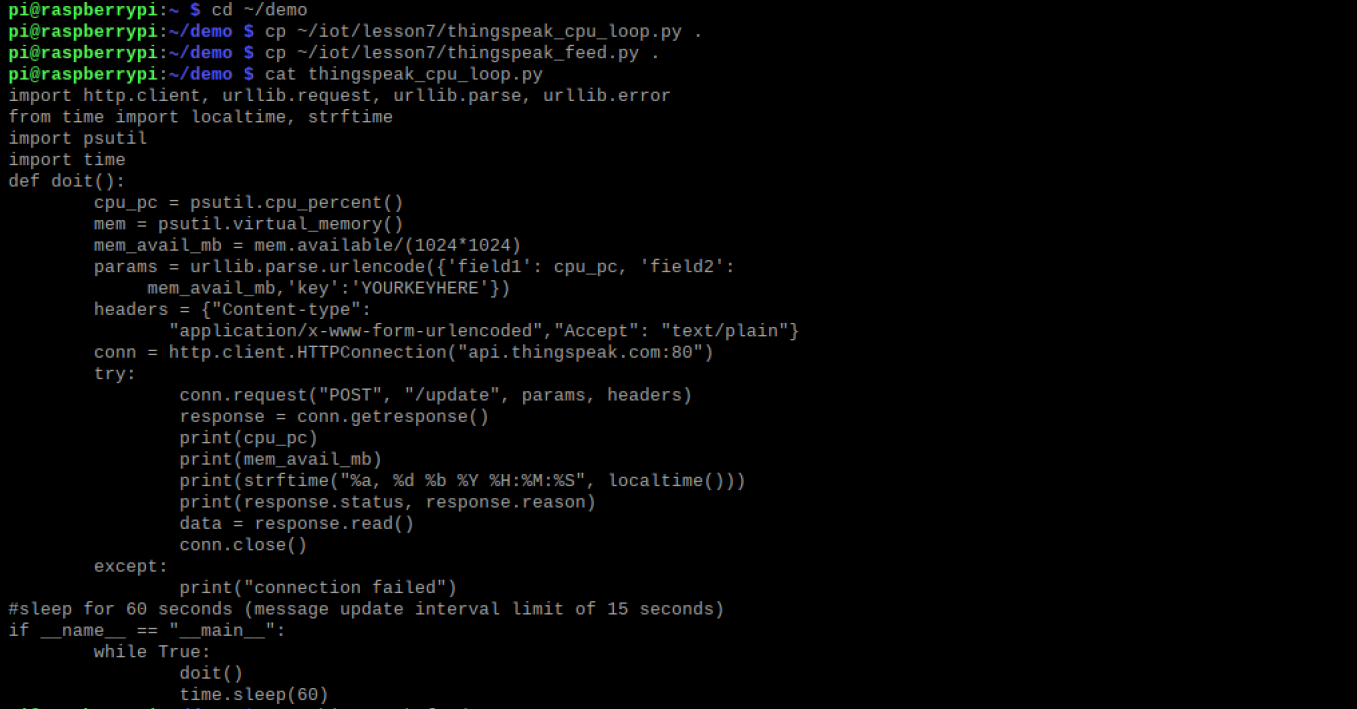 pi@raspberrypi:~ $ cd ~/demo
pi@raspberrypi:~/demo $ cp ~/iot/lesson7/thingspeak_cpu_loop.py .
pi@raspberrypi:~/demo $ cp ~/iot/lesson7/thingspeak_feed.py .
pi@raspberrypi:~/demo $ cat thingspeak_cpu_loop.py
import http.client, urllib.request, urllib.parse, urllib.error
from time import localtime, strftime
import psutil
import time
def doit():
        cpu_pc = psutil.cpu_percent()
        mem = psutil.virtual_memory()
        mem_avail_mb = mem.available/(1024*1024)
        params = urllib.parse.urlencode({'field1': cpu_pc, 'field2':
             mem_avail_mb,'key':'YOURKEYHERE'})
        headers = {"Content-type":
               "application/x-www-form-urlencoded","Accept": "text/plain"}
        conn = http.client.HTTPConnection("api.thingspeak.com:80")
        try:
                conn.request("POST", "/update", params, headers)
                response = conn.getresponse()
                print(cpu_pc)
                print(mem_avail_mb)
                print(strftime("%a, %d %b %Y %H:%M:%S", localtime()))
                print(response.status, response.reason)
                data = response.read()
                conn.close()
        except:
                print("connection failed")
#sleep for 60 seconds (message update interval limit of 15 seconds)
if __name__ == "__main__":
        while True:
                doit()
                time.sleep(60)